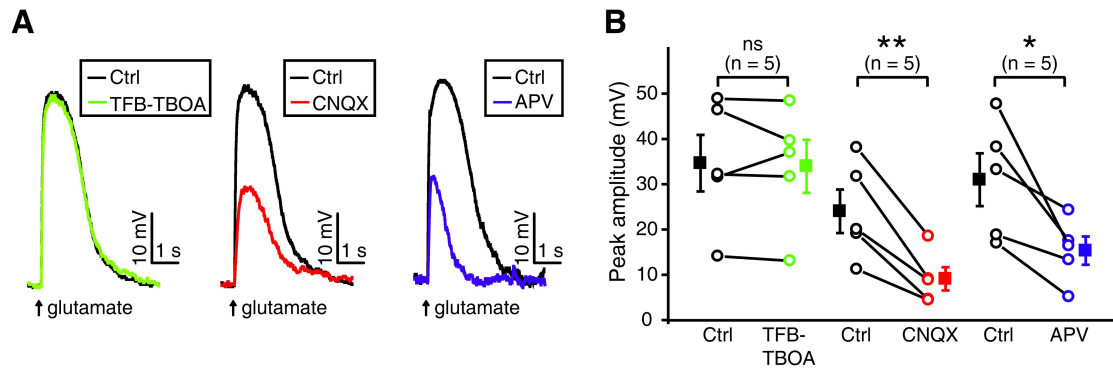 A
Ctrl
TFB-TBOA
10 mV
1 s
glutamate
Ctrl
CNQX
10 mV
1 s
glutamate
Ctrl
APV
10 mV
1 s
glutamate
B
Peak amplitude (mV)
50
40
30
20
10
0
ns
(n = 5)
**
(n = 5)
*
(n = 5)
Ctrl
TFB-
TBOA
Ctrl
CNQX
Ctrl
APV